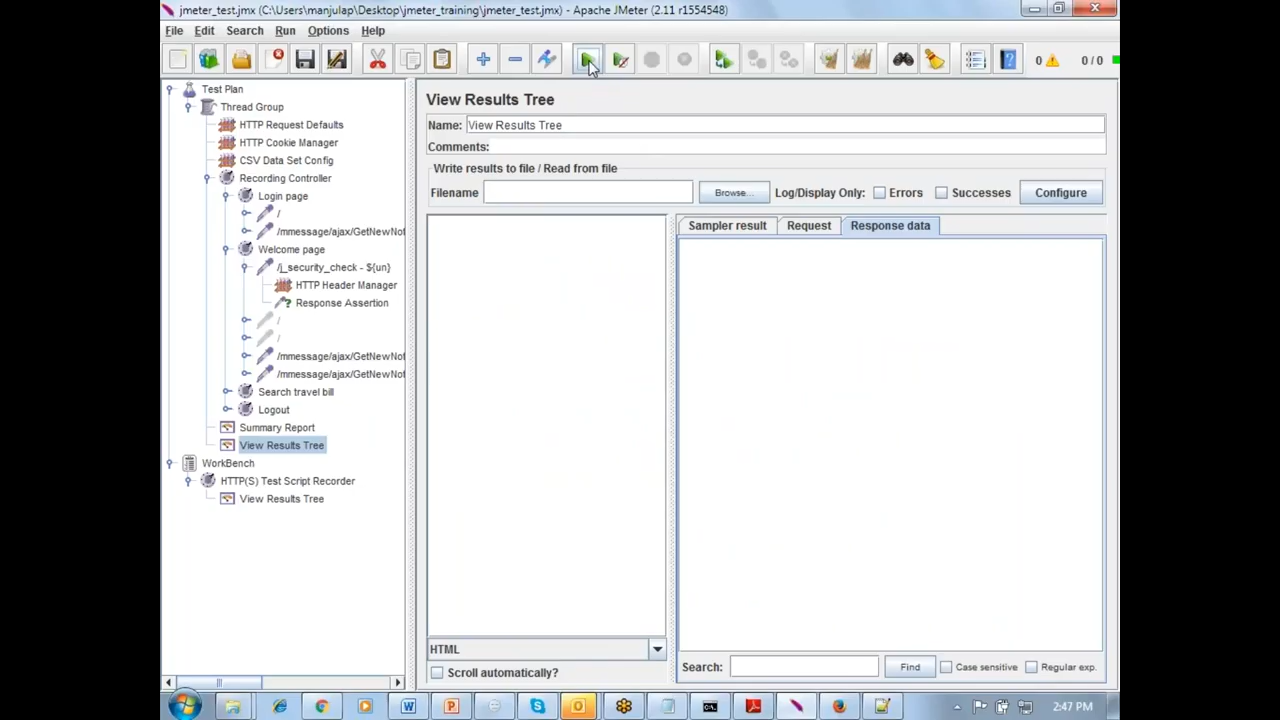 jmeter_test.jmx (C:\Users\manjulap\Desktop\jmeter_training\jmeter_test.jmx) - Apache JMeter (2.11 r1554548)
File Edit Search Run Options Help
0 0 / 0
Test Plan
Thread Group
HTTP Request Defaults
HTTP Cookie Manager
CSV Data Set Config
Recording Controller
Login page
/
/mmessage/ajax/GetNewNot
Welcome page
/j_security_check - ${un}
HTTP Header Manager
Response Assertion
/
/
/mmessage/ajax/GetNewNot
/mmessage/ajax/GetNewNot
Search travel bill
Logout
Summary Report
View Results Tree
WorkBench
HTTP(S) Test Script Recorder
View Results Tree
View Results Tree
Name: View Results Tree
Comments:
Write results to file / Read from file
Filename Browse... Log/Display Only: Errors Successes Configure
Sampler result Request Response data
HTML
Scroll automatically?
Search: Find Case sensitive Regular exp.
2:47 PM